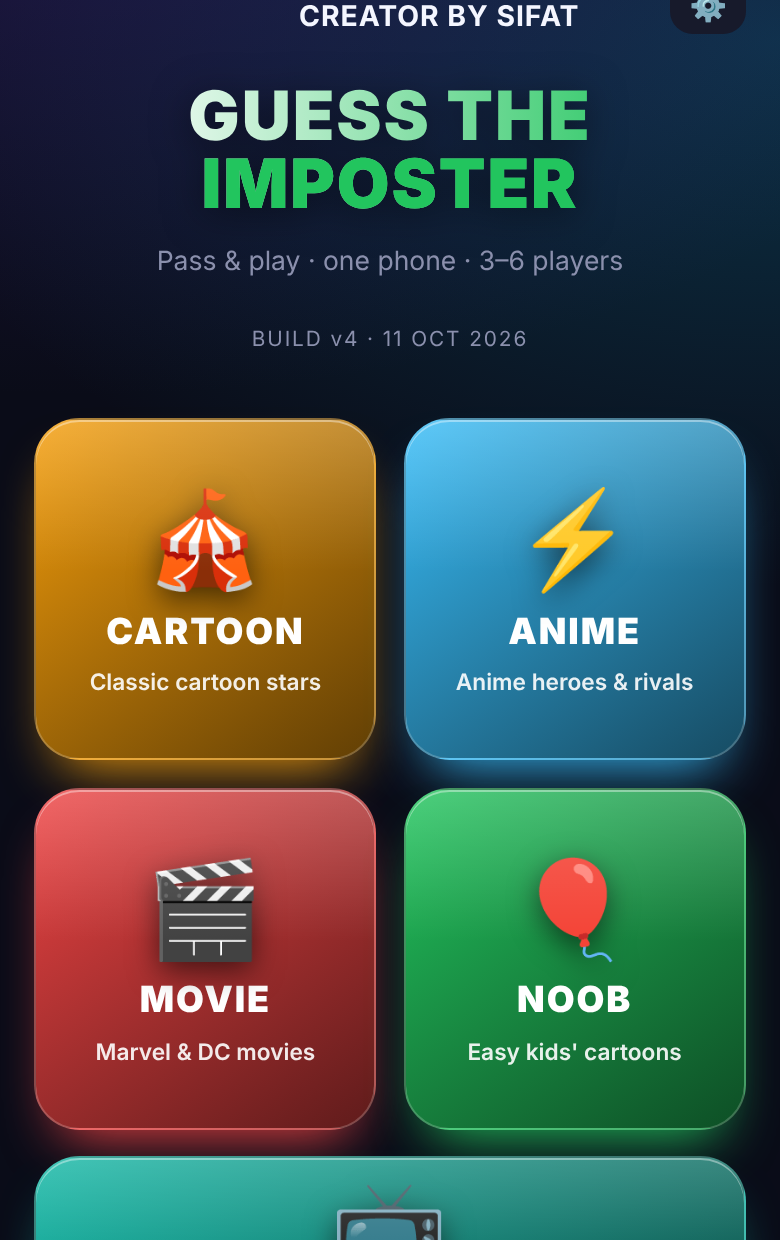 CREATOR BY SIFAT
GUESS THE
IMPOSTER
Pass & play · one phone · 3–6 players
BUILD v4 · 11 OCT 2026
CARTOON
Classic cartoon stars
ANIME
Anime heroes & rivals
MOVIE
Marvel & DC movies
NOOB
Easy kids' cartoons